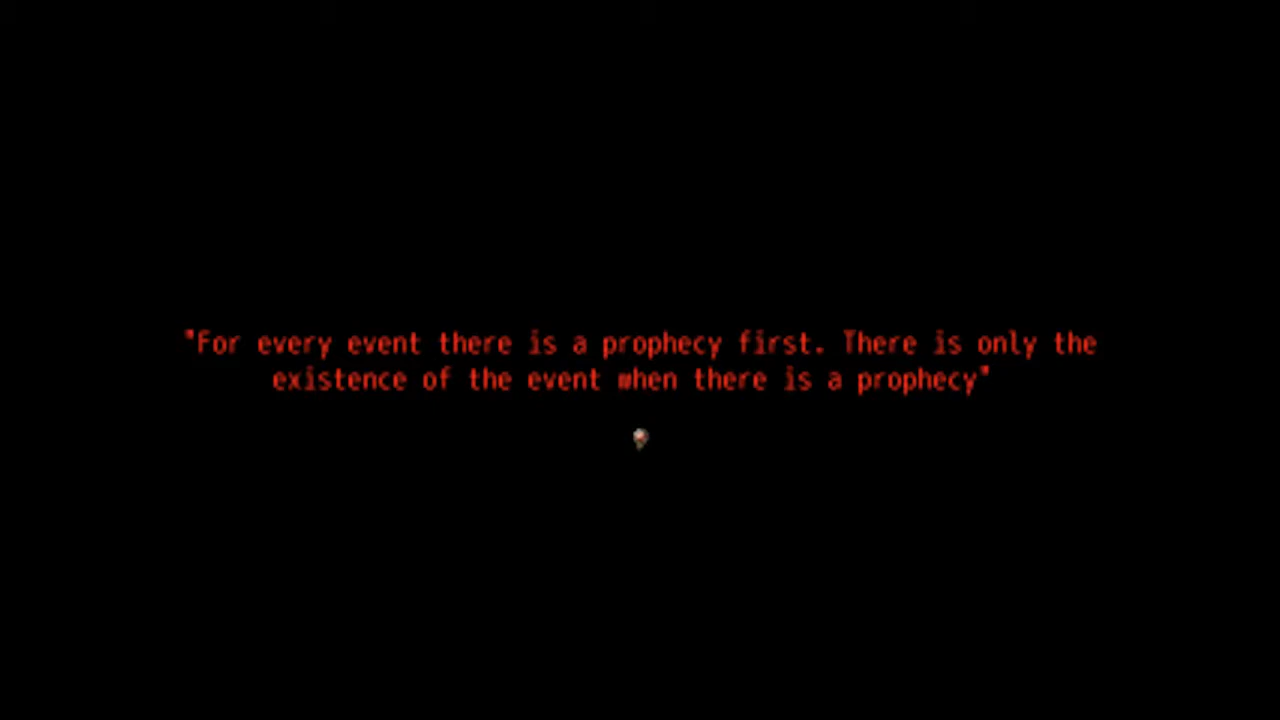 "For every event there is a prophecy first. There is only the
existence of the event when there is a prophecy"